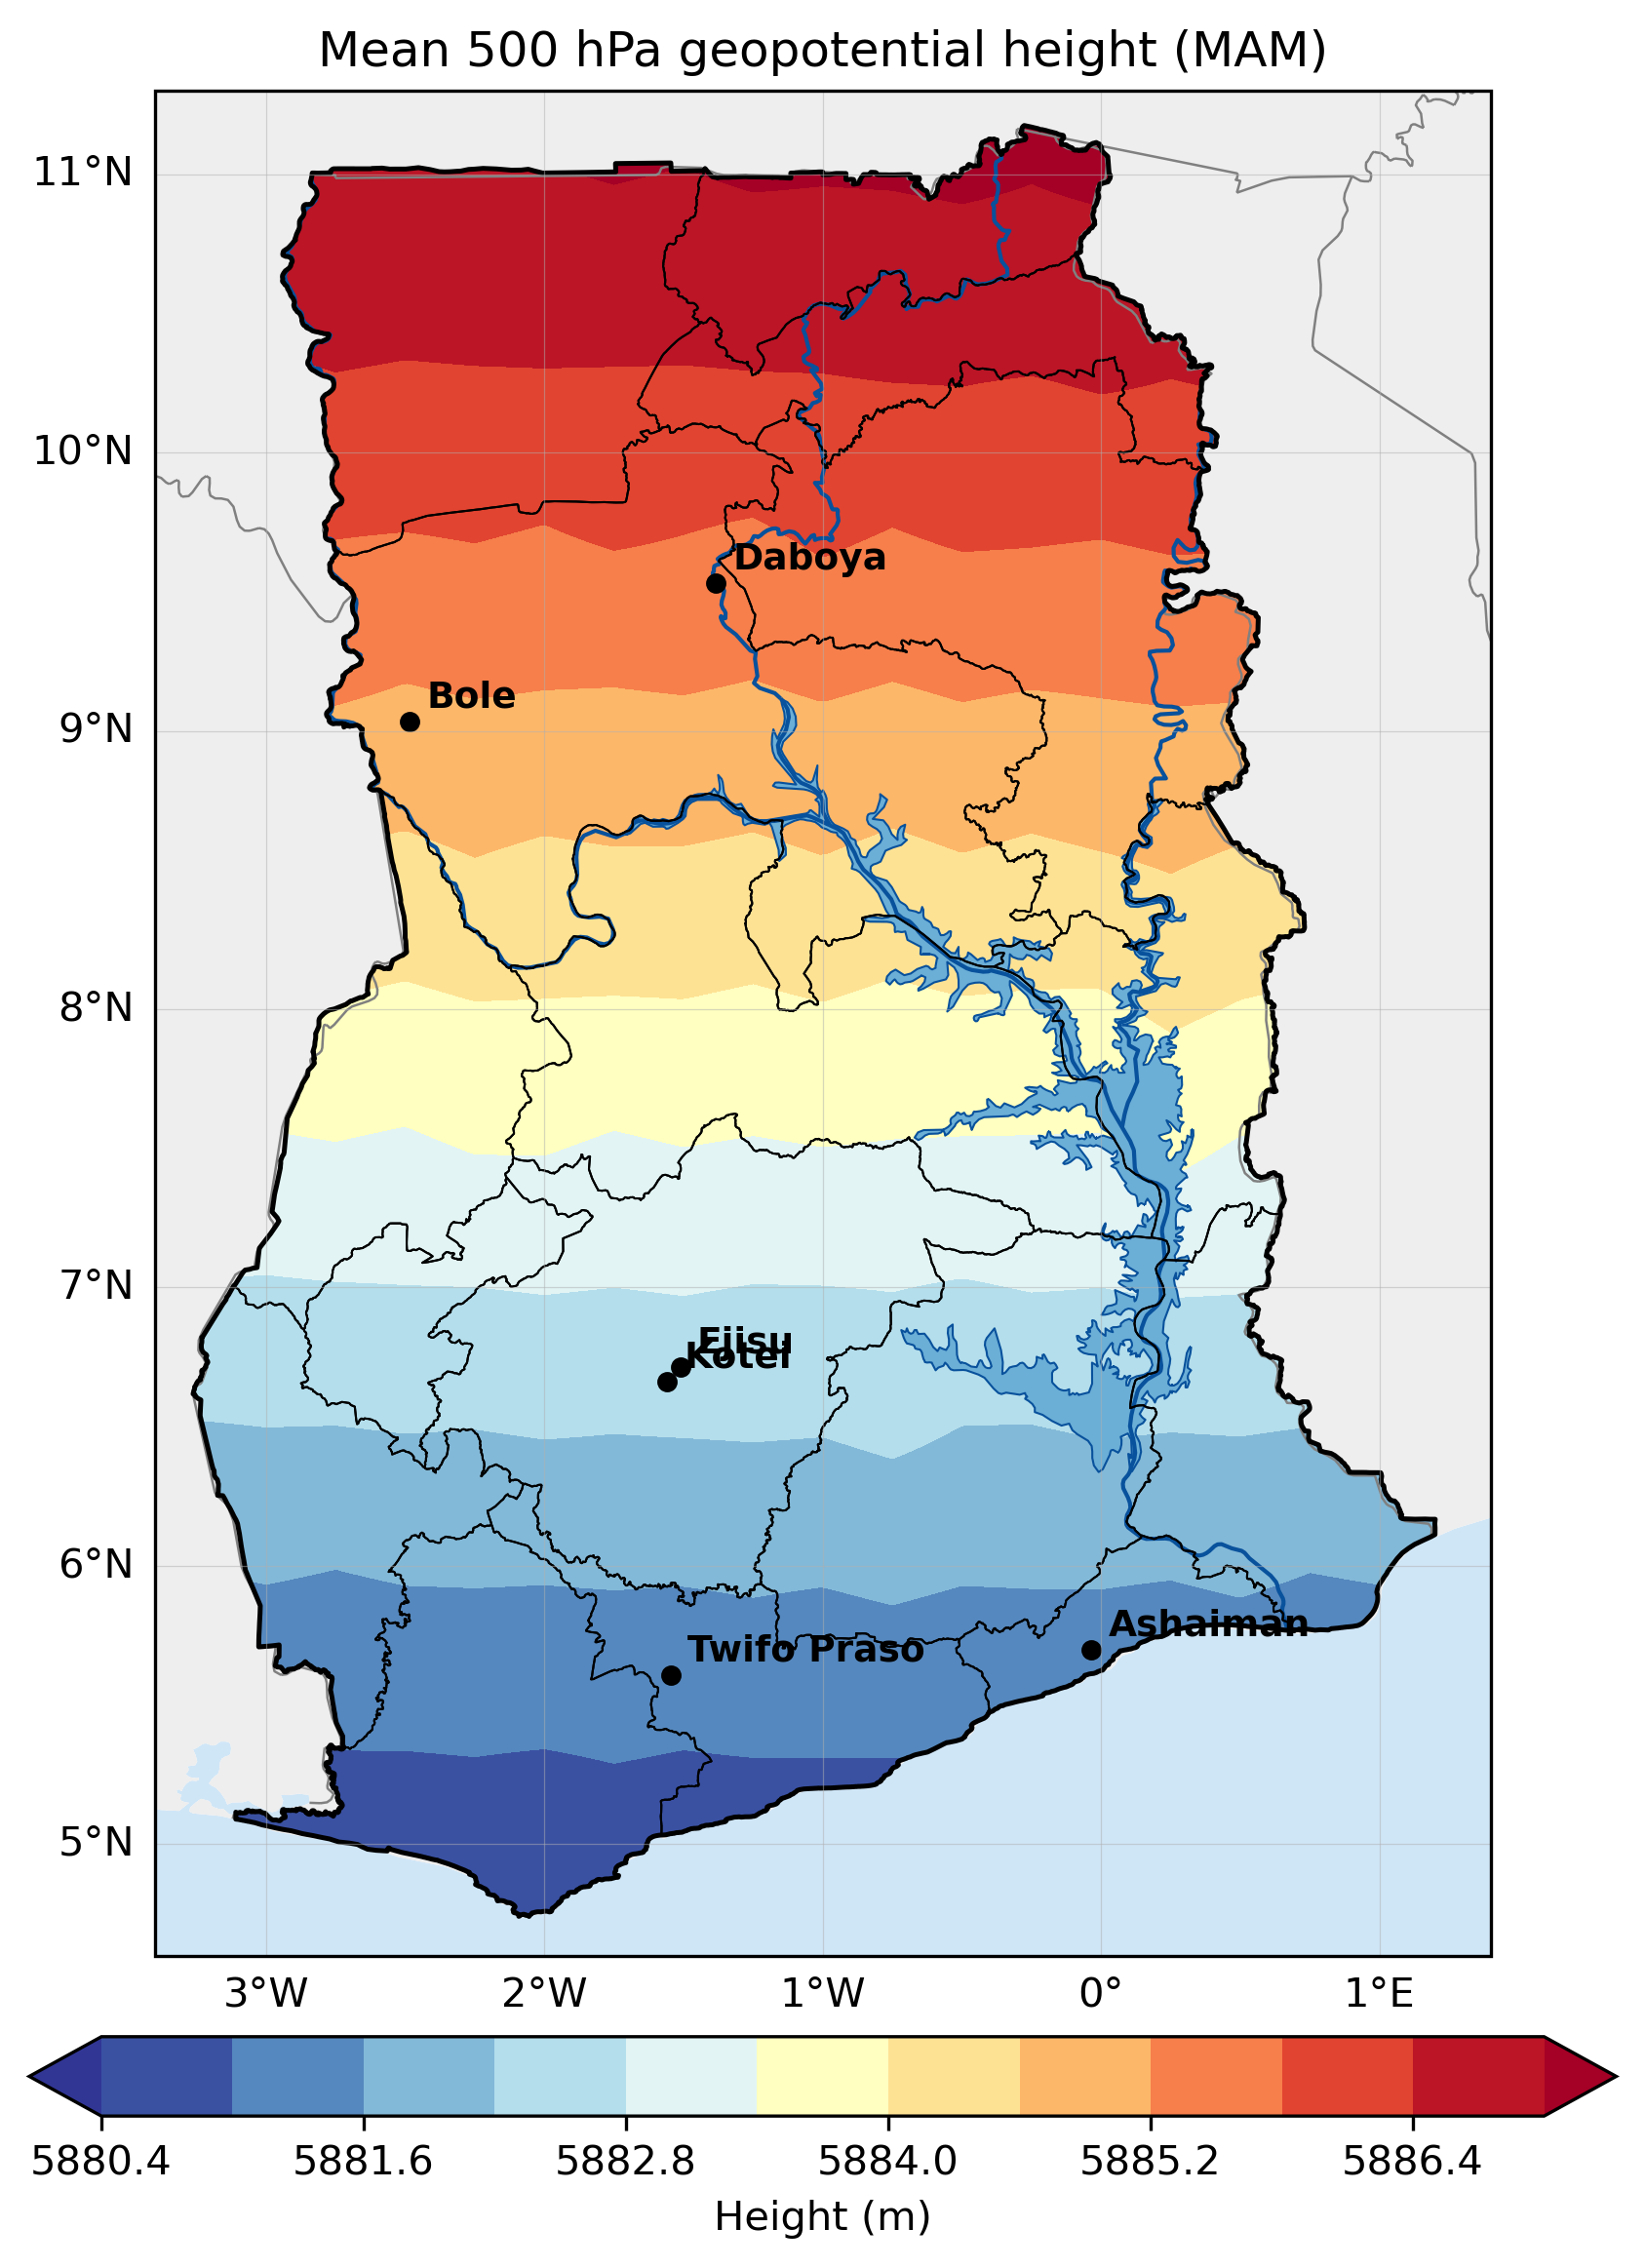 Mean 500 hPa geopotential height (MAM)
11°N
10°N
Daboya
Bole
9°N
8°N
7°N
Ejisu
Kotei
6°N
Ashaiman
Twifo Praso
5°N
3°W 2°W 1°W 0° 1°E
5880.4 5881.6 5882.8 5884.0 5885.2 5886.4
Height (m)